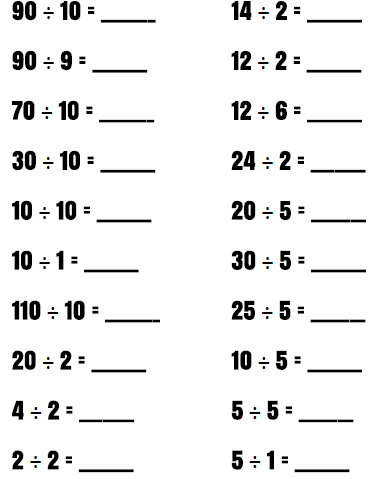 90 ÷ 10 = _____ 14 ÷ 2 = _____
90 ÷ 9 = _____ 12 ÷ 2 = _____
70 ÷ 10 = _____ 12 ÷ 6 = _____
30 ÷ 10 = _____ 24 ÷ 2 = _____
10 ÷ 10 = _____ 20 ÷ 5 = _____
10 ÷ 1 = _____ 30 ÷ 5 = _____
110 ÷ 10 = _____ 25 ÷ 5 = _____
20 ÷ 2 = _____ 10 ÷ 5 = _____
4 ÷ 2 = _____ 5 ÷ 5 = _____
2 ÷ 2 = _____ 5 ÷ 1 = _____